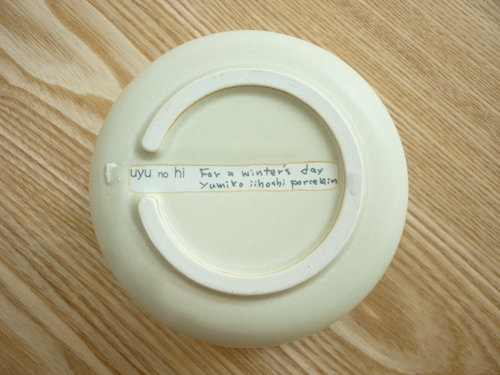 uyu no hi For a winter's day
yumiko iihoshi porcelain